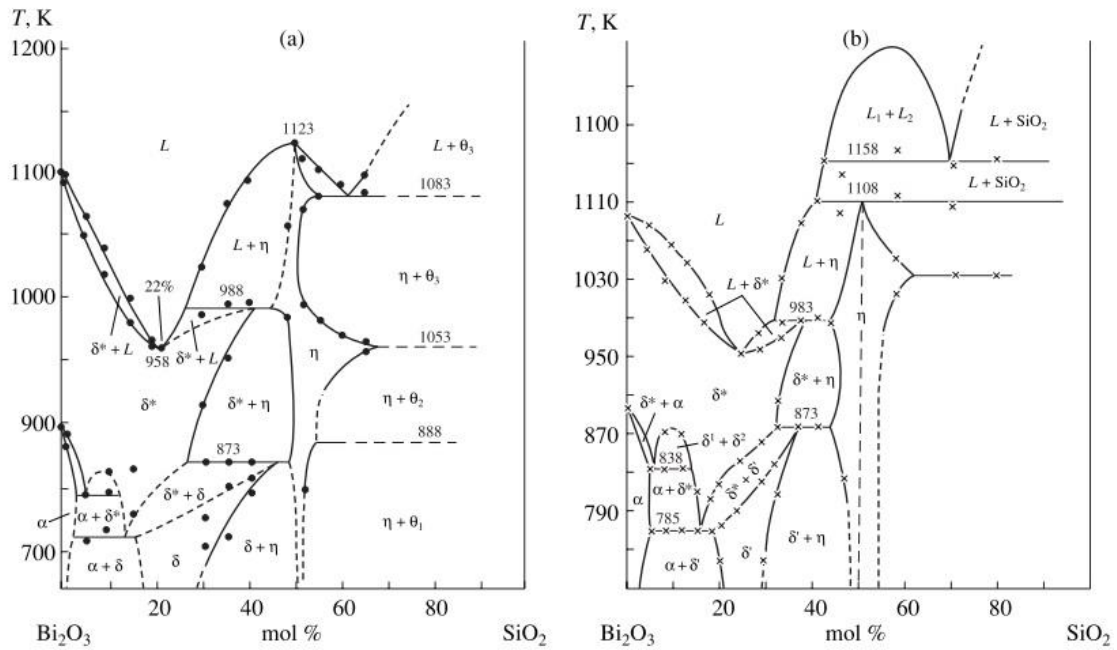 T, K
(a)
1200
1123
L
L + θ₃
1100
1083
L + η
η + θ₃
22%
988
1000
δ* + L
958
δ* + L
1053
η
δ*
δ* + η
η + θ₂
900
888
873
δ* + δ
α
α + δ*
η + θ₁
700
α + δ
δ
δ + η
20
40
60
80
Bi₂O₃
mol %
SiO₂
T, K
(b)
1100
L₁ + L₂
L + SiO₂
1158
1108
L + SiO₂
1110
L
L + η
1030
L + δ*
983
η
950
δ*
δ* + η
δ* + α
873
870
δ¹ + δ²
838
δ'
α
α + δ*
δ*
790
785
δ' + η
α + δ'
δ'
20
40
60
80
Bi₂O₃
mol %
SiO₂